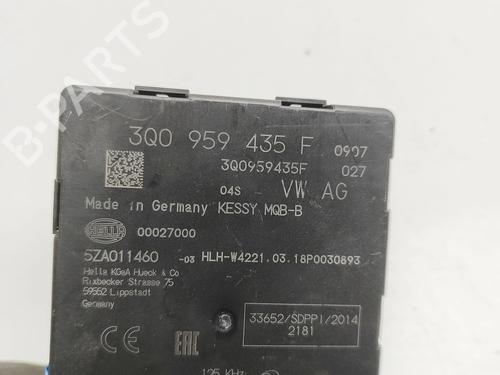 3Q0 959 435 F 0907
3Q0959435F 027
04S VW AG
Made in Germany KESSY MQB-B
HELLA 00027000
5ZA011460 -03 HLH-W4221.03.18P0030893
Hella KGaA Hueck & Co
Rixbecker Strasse 75
59552 Lippstadt
Germany
33652/SDPPI/2014
2181
CE EAC
125 KHz
B-PARTS